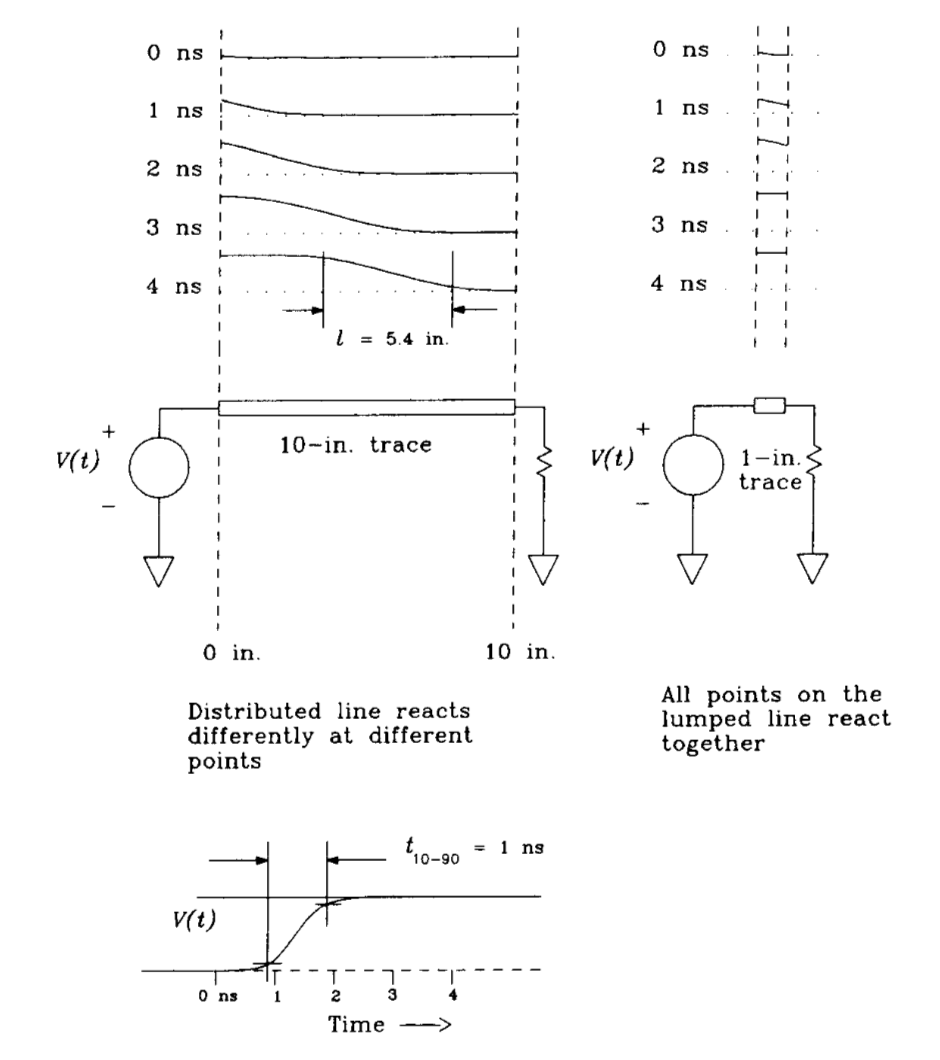 0 ns
1 ns
2 ns
3 ns
4 ns
l = 5.4 in.
+
V(t)
−
10-in. trace
0 in.
10 in.
Distributed line reacts
differently at different
points
0 ns
1 ns
2 ns
3 ns
4 ns
+
V(t)
−
1-in.
trace
All points on the
lumped line react
together
t10-90 = 1 ns
V(t)
0 ns 1 2 3 4
Time